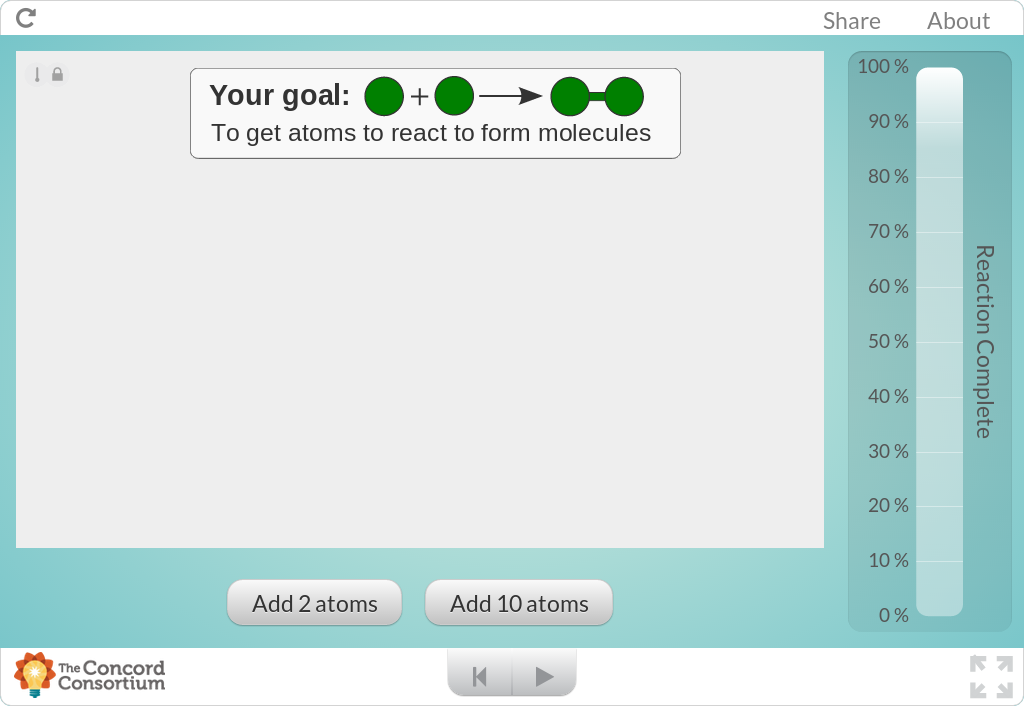 Share
About
Your goal: +
To get atoms to react to form molecules
100 %
90 %
80 %
70 %
60 %
50 %
40 %
30 %
20 %
10 %
0 %
Reaction Complete
Add 2 atoms
Add 10 atoms
The Concord
Consortium